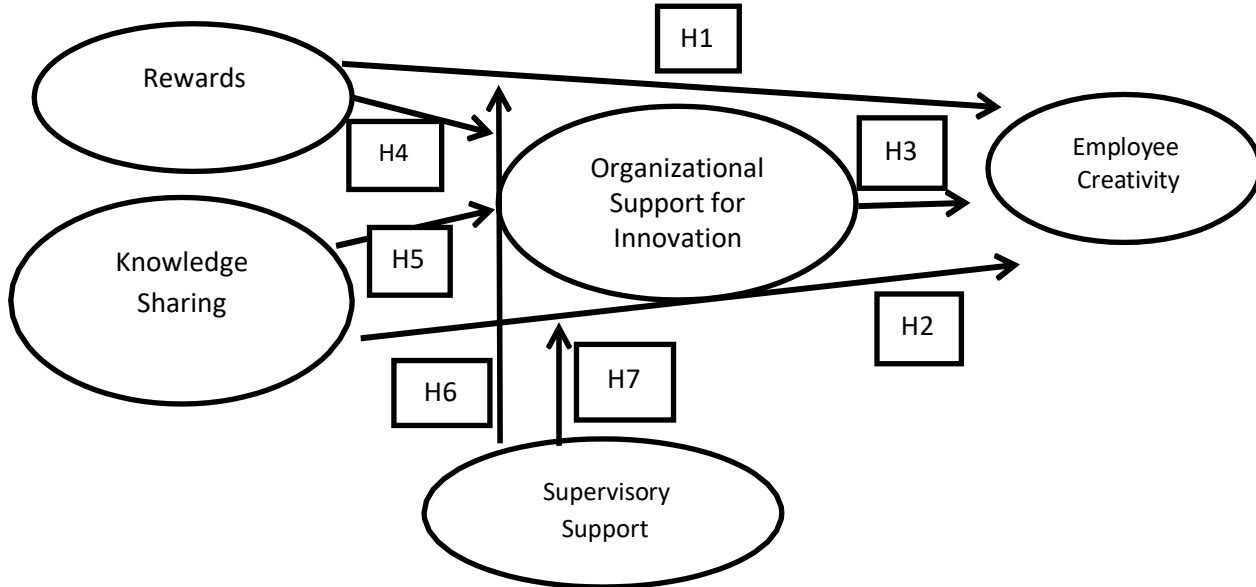 H1
Rewards
H4
Organizational
Support for
Innovation
H3
Employee
Creativity
Knowledge
Sharing
H5
H2
H6
H7
Supervisory
Support